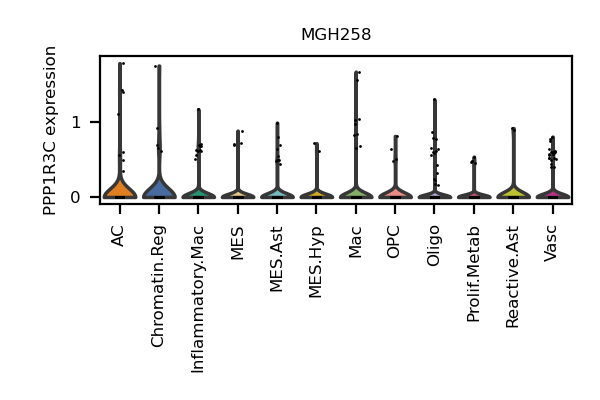 MGH258
PPP1R3C expression
1
0
AC
Chromatin.Reg
Inflammatory.Mac
MES
MES.Ast
MES.Hyp
Mac
OPC
Oligo
Prolif.Metab
Reactive.Ast
Vasc